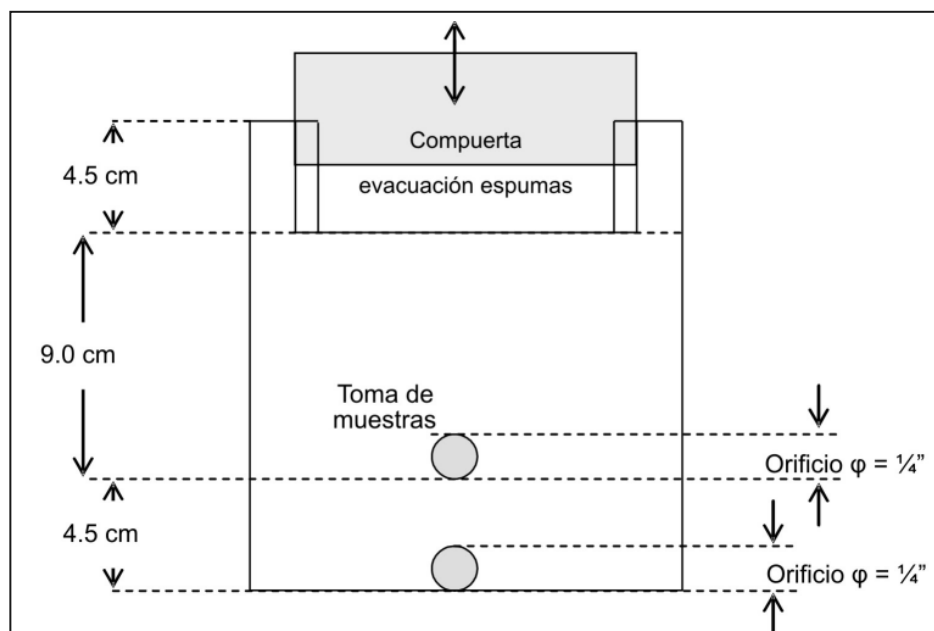 Compuerta
4.5 cm
evacuación espumas
9.0 cm
Toma de
muestras
Orificio φ = ¼”
4.5 cm
Orificio φ = ¼”